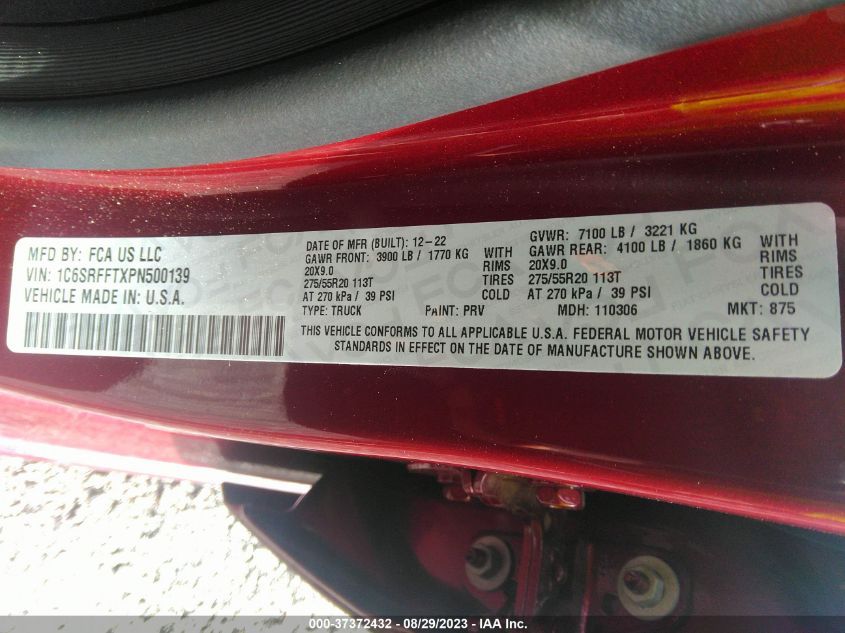 MFD BY: FCA US LLC
VIN: 1C6SRFFTXPN500139
VEHICLE MADE IN: U.S.A.
DATE OF MFR (BUILT): 12-22
GAWR FRONT: 3900 LB / 1770 KG WITH
20X9.0 RIMS
275/55R20 113T
AT 270 kPa / 39 PSI COLD
TYPE: TRUCK PAINT: PRV
GVWR: 7100 LB / 3221 KG
GAWR REAR: 4100 LB / 1860 KG WITH
20X9.0 RIMS
275/55R20 113T TIRES
AT 270 kPa / 39 PSI COLD
MDH: 110306 MKT: 875
THIS VEHICLE CONFORMS TO ALL APPLICABLE U.S.A. FEDERAL MOTOR VEHICLE SAFETY
STANDARDS IN EFFECT ON THE DATE OF MANUFACTURE SHOWN ABOVE.
000-37372432 / 08/29/2023 / IAA Inc.